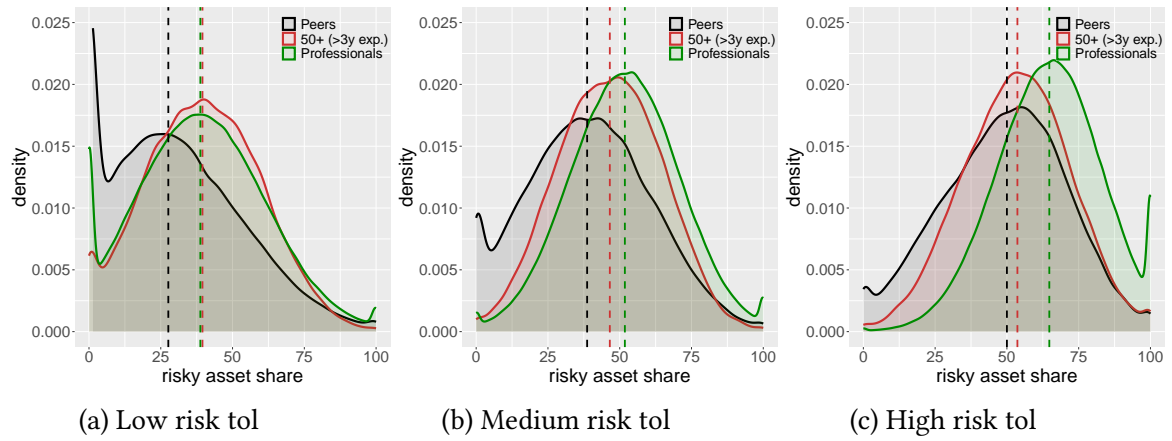 0.025
0.020
0.015
0.010
0.005
0.000
density
0 25 50 75 100
risky asset share
Peers
50+ (>3y exp.)
Professionals
(a) Low risk tol
0.025
0.020
0.015
0.010
0.005
0.000
density
0 25 50 75 100
risky asset share
Peers
50+ (>3y exp.)
Professionals
(b) Medium risk tol
0.025
0.020
0.015
0.010
0.005
0.000
density
0 25 50 75 100
risky asset share
Peers
50+ (>3y exp.)
Professionals
(c) High risk tol